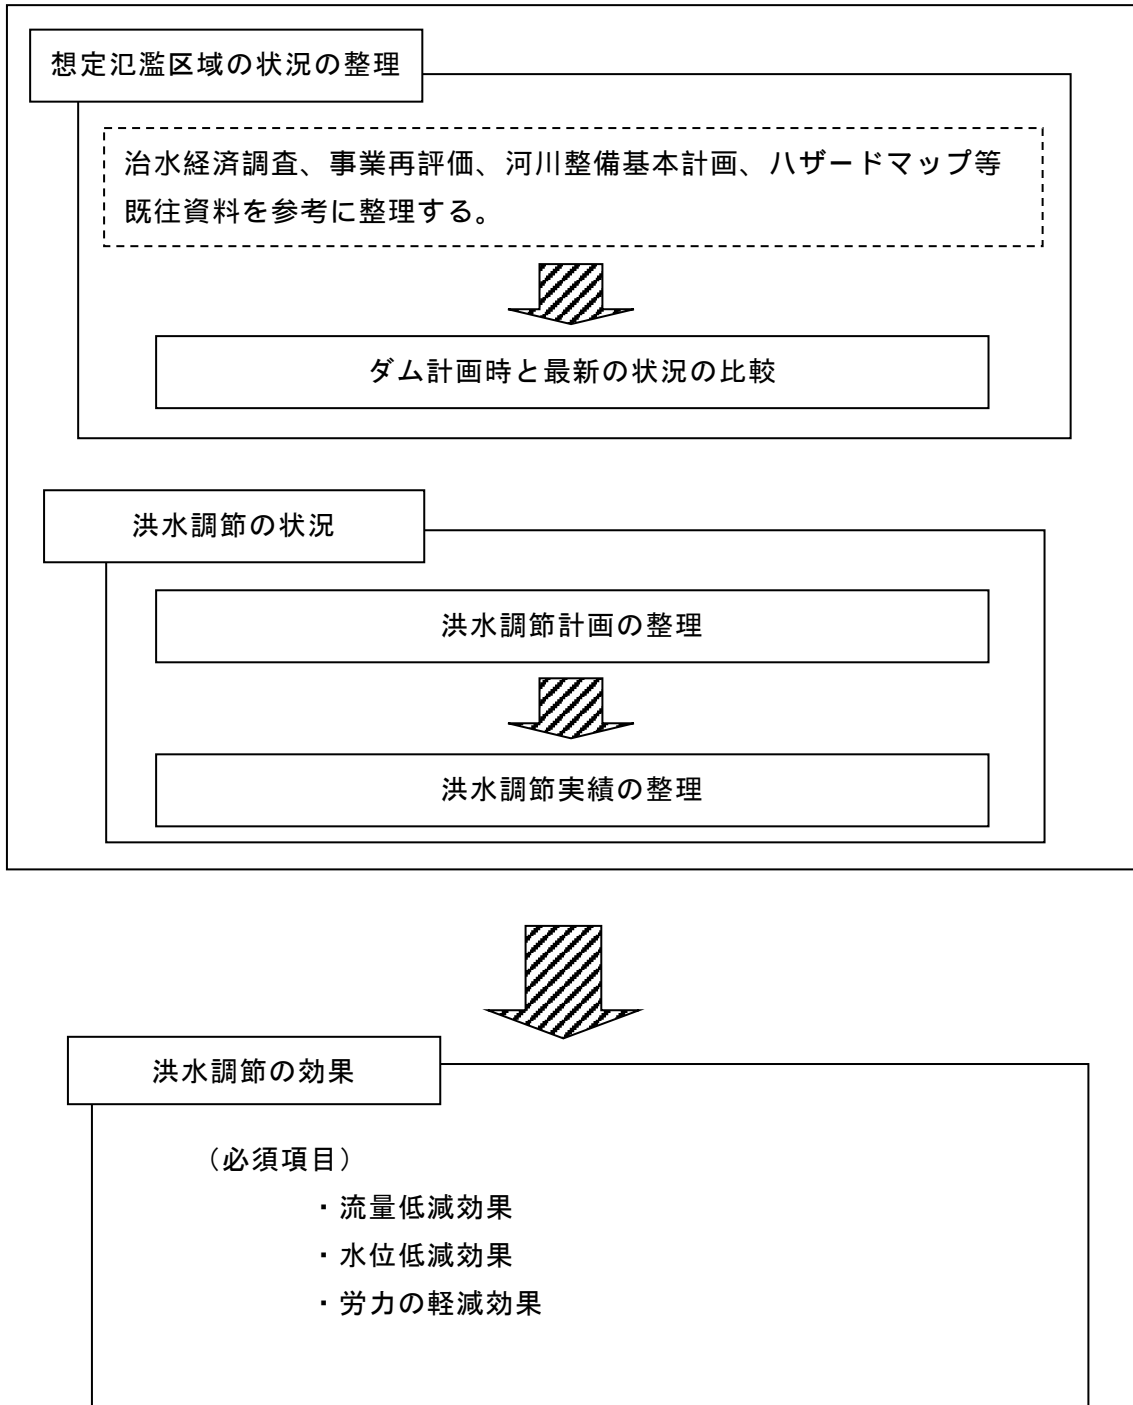 想定氾濫区域の状況の整理
治水経済調査、事業再評価、河川整備基本計画、ハザードマップ等
既往資料を参考に整理する。
ダム計画時と最新の状況の比較
洪水調節の状況
洪水調節計画の整理
洪水調節実績の整理
洪水調節の効果
（必須項目）
・流量低減効果
・水位低減効果
・労力の軽減効果